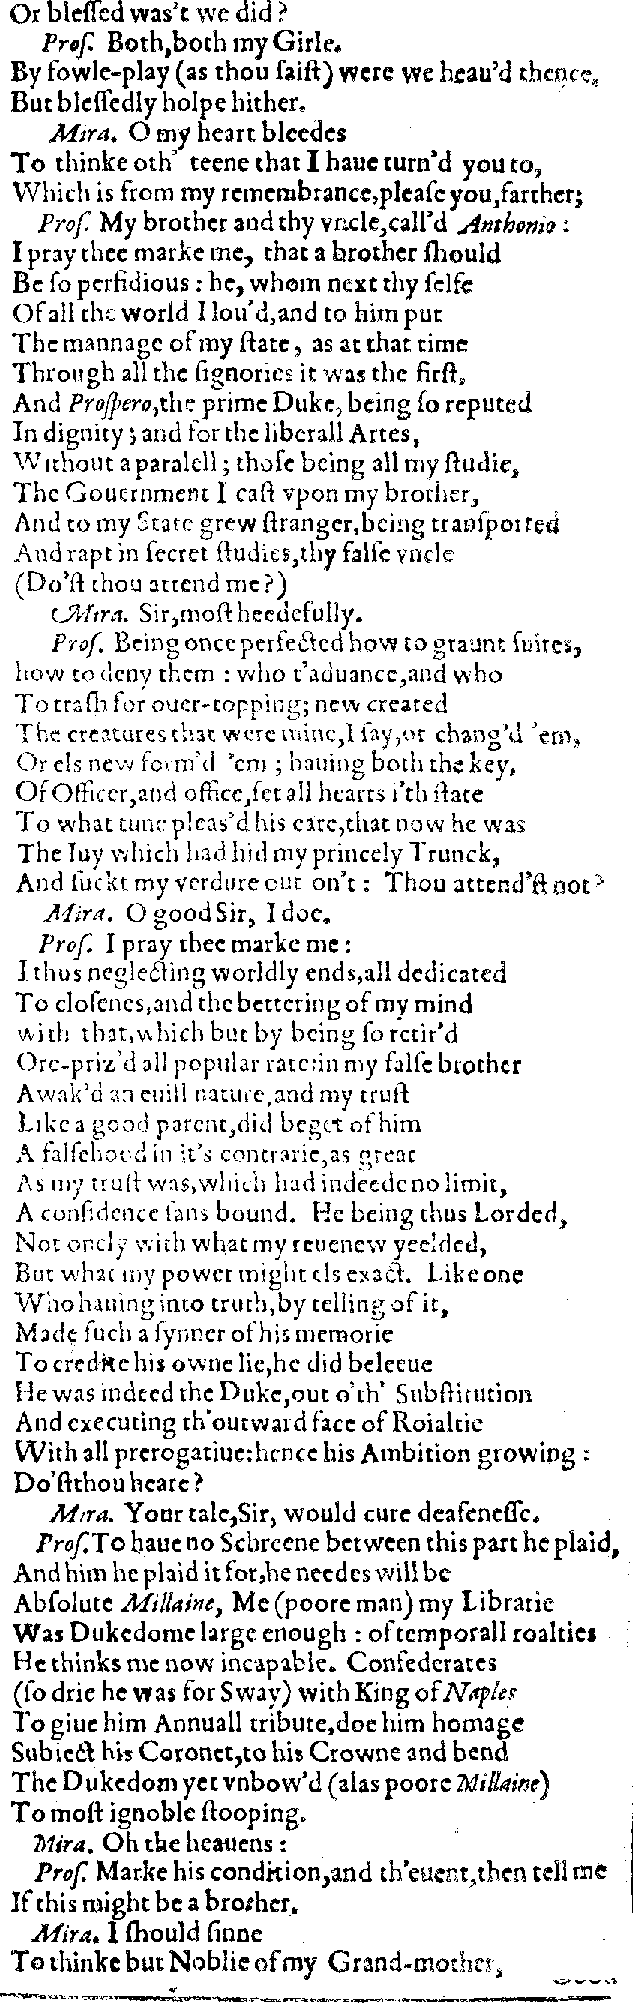 Or bleſſed was't we did?
Proſ. Both, both my Girle.
By fowle-play (as thou ſaiſt) were we heau'd thence,
But bleſſedly holpe hither.
Mira. O my heart bleedes
To thinke oth' teene that I haue turn'd you to,
Which is from my remembrance, pleaſe you, farther;
Proſ. My brother and thy vncle, call'd Anthonio:
I pray thee marke me, that a brother ſhould
Be ſo perfidious: he, whom next thy ſelfe
Of all the world I lou'd, and to him put
The mannage of my ſtate, as at that time
Through all the ſignories it was the firſt,
And Proſpero, the prime Duke, being ſo reputed
In dignity; and for the liberall Artes,
Without a paralell; thoſe being all my ſtudie,
The Gouernment I caſt vpon my brother,
And to my State grew ſtranger, being tranſported
And rapt in ſecret ſtudies, thy falſe vncle
(Do'ſt thou attend me?)
Mira. Sir, moſt heedefully.
Proſ. Being once perfected how to graunt ſuites,
how to deny them: who t'aduance, and who
To traſh for ouer-topping; new created
The creatures that were mine, I ſay, or chang'd 'em,
Or els new form'd 'em; hauing both the key,
Of Officer, and office, ſet all hearts i'th ſtate
To what tune pleas'd his eare, that now he was
The Iuy which had hid my princely Trunck,
And ſuckt my verdure out on't: Thou attend'ſt not?
Mira. O good Sir, I doe.
Proſ. I pray thee marke me:
I thus neglecting worldly ends, all dedicated
To cloſenes, and the bettering of my mind
with that, which but by being ſo retir'd
Ore-priz'd all popular rate: in my falſe brother
Awak'd an euill nature, and my truſt
Like a good parent, did beget of him
A falſehood in it's contrarie, as great
As my truſt was, which had indeede no limit,
A confidence ſans bound. He being thus Lorded,
Not onely with what my reuenew yeelded,
But what my power might els exact. Like one
Who hauing into truth, by telling of it,
Made ſuch a ſynner of his memorie
To credite his owne lie, he did beleeue
He was indeed the Duke, out o'th' Subſtitution
And executing th'outward face of Roialtie
With all prerogatiue: hence his Ambition growing:
Do'ſt thou heare?
Mira. Your tale, Sir, would cure deafeneſſe.
Proſ. To haue no Schreene between this part he plaid,
And him he plaid it for, he needes will be
Abſolute Millaine, Me (poore man) my Librarie
Was Dukedome large enough: of temporall roalties
He thinks me now incapable. Confederates
(ſo drie he was for Sway) with King of Naples
To giue him Annuall tribute, doe him homage
Subiect his Coronet, to his Crowne and bend
The Dukedom yet vnbow'd (alas poore Millaine)
To moſt ignoble ſtooping.
Mira. Oh the heauens:
Proſ. Marke his condition, and th'euent, then tell me
If this might be a brother.
Mira. I ſhould ſinne
To thinke but Noblie of my Grand-mother,